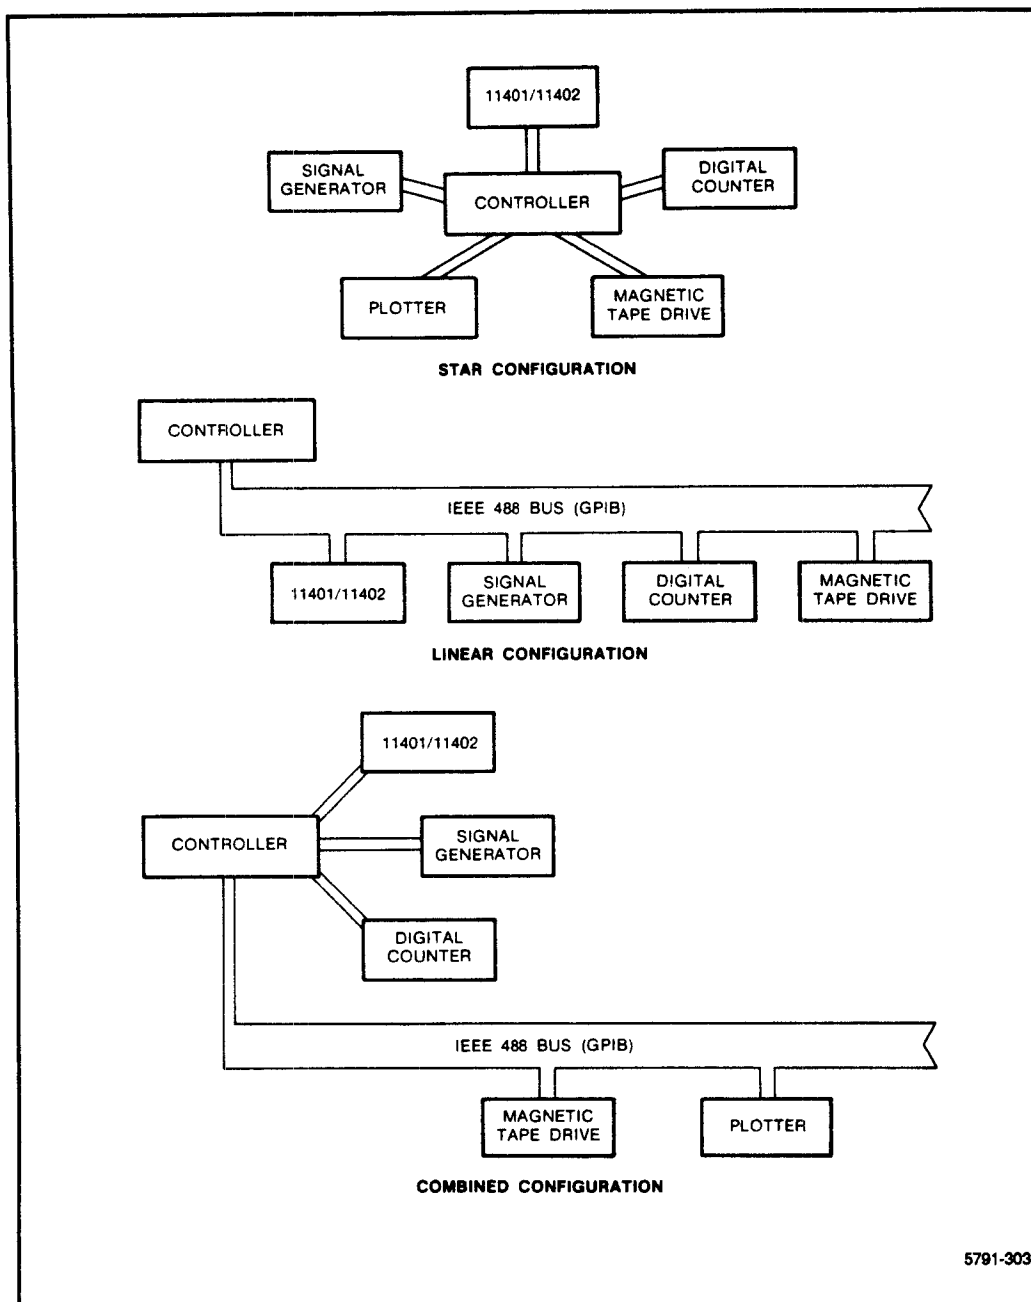 11401/11402
SIGNAL
GENERATOR
DIGITAL
COUNTER
CONTROLLER
PLOTTER
MAGNETIC
TAPE DRIVE
STAR CONFIGURATION
CONTROLLER
IEEE 488 BUS (GPIB)
11401/11402
SIGNAL
GENERATOR
DIGITAL
COUNTER
MAGNETIC
TAPE DRIVE
LINEAR CONFIGURATION
11401/11402
CONTROLLER
SIGNAL
GENERATOR
DIGITAL
COUNTER
IEEE 488 BUS (GPIB)
MAGNETIC
TAPE DRIVE
PLOTTER
COMBINED CONFIGURATION
5791-303